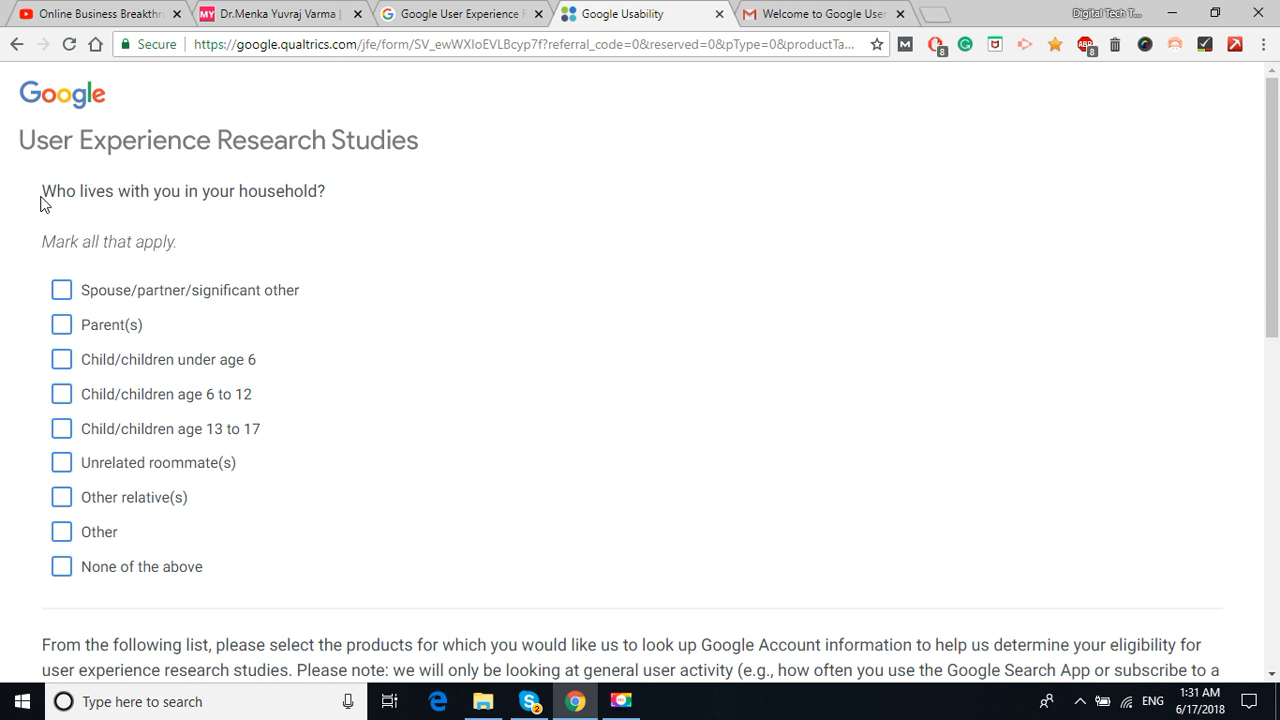 Online Business Breakthr
MY Dr.Menka Yuvraj Varma |
Google User Experience F
Google Usability
Welcome to Google User
Digital Tech T...
Secure https://google.qualtrics.com/jfe/form/SV_ewWXIoEVLBcyp7f?referral_code=0&reserved=0&pType=0&productTa...
Google
User Experience Research Studies
Who lives with you in your household?
Mark all that apply.
Spouse/partner/significant other
Parent(s)
Child/children under age 6
Child/children age 6 to 12
Child/children age 13 to 17
Unrelated roommate(s)
Other relative(s)
Other
None of the above
From the following list, please select the products for which you would like us to look up Google Account information to help us determine your eligibility for
user experience research studies. Please note: we will only be looking at general user activity (e.g., how often you use the Google Search App or subscribe to a
Type here to search
ENG
1:31 AM
6/17/2018